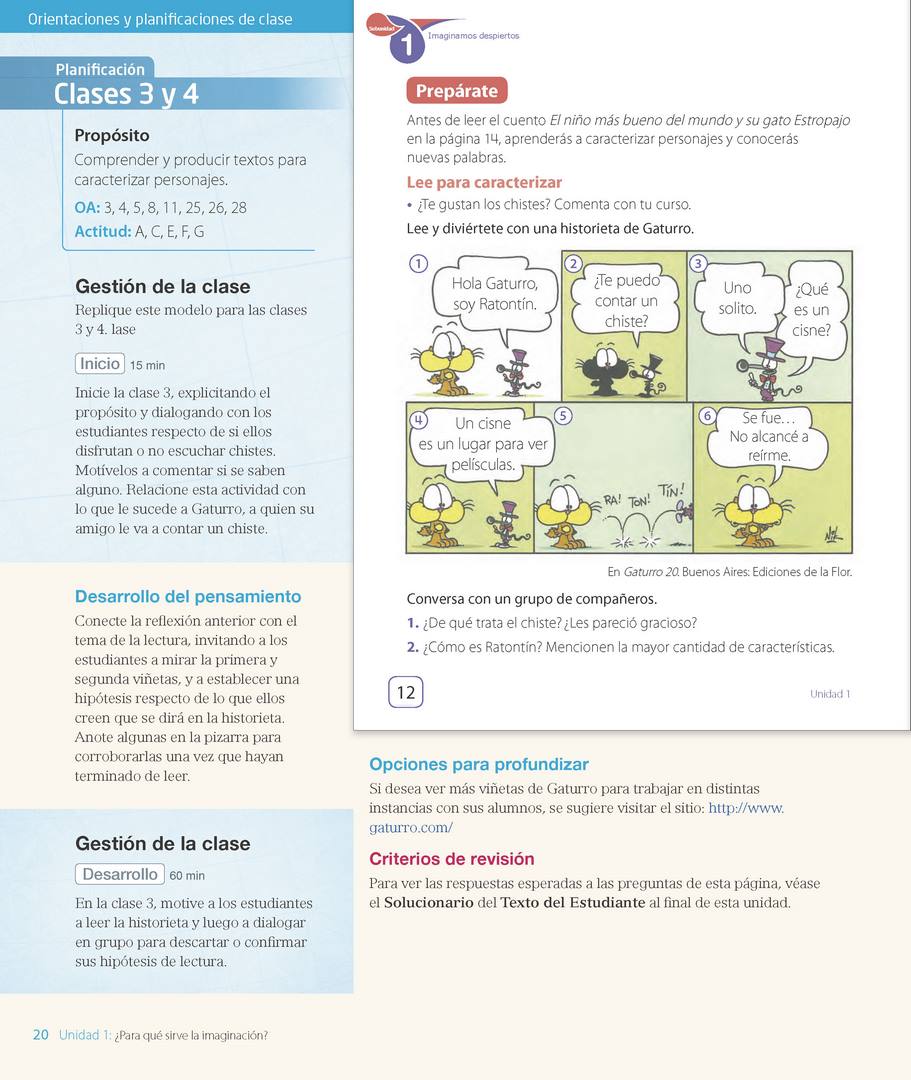 Orientaciones y planificaciones de clase
Planificación
Clases 3 y 4
Propósito
Comprender y producir textos para
caracterizar personajes.
OA: 3, 4, 5, 8, 11, 25, 26, 28
Actitud: A, C, E, F, G
Gestión de la clase
Replique este modelo para las clases
3 y 4. lase
Inicio 15 min
Inicie la clase 3, explicitando el
propósito y dialogando con los
estudiantes respecto de si ellos
disfrutan o no escuchar chistes.
Motívelos a comentar si se saben
alguno. Relacione esta actividad con
lo que le sucede a Gaturro, a quien su
amigo le va a contar un chiste.
Desarrollo del pensamiento
Conecte la reflexión anterior con el
tema de la lectura, invitando a los
estudiantes a mirar la primera y
segunda viñetas, y a establecer una
hipótesis respecto de lo que ellos
creen que se dirá en la historieta.
Anote algunas en la pizarra para
corroborarlas una vez que hayan
terminado de leer.
Gestión de la clase
Desarrollo 60 min
En la clase 3, motive a los estudiantes
a leer la historieta y luego a dialogar
en grupo para descartar o confirmar
sus hipótesis de lectura.
Subunidad
1
Imaginamos despiertos
Prepárate
Antes de leer el cuento El niño más bueno del mundo y su gato Estropajo
en la página 14, aprenderás a caracterizar personajes y conocerás
nuevas palabras.
Lee para caracterizar
• ¿Te gustan los chistes? Comenta con tu curso.
Lee y diviértete con una historieta de Gaturro.
1
Hola Gaturro,
soy Ratontín.
2
¿Te puedo
contar un
chiste?
3
Uno
solito.
¿Qué
es un
cisne?
4
Un cisne
es un lugar para ver
películas.
5
RA! TON! TÍN!
6
Se fue...
No alcancé a
reírme.
NIK
En Gaturro 20. Buenos Aires: Ediciones de la Flor.
Conversa con un grupo de compañeros.
1. ¿De qué trata el chiste? ¿Les pareció gracioso?
2. ¿Cómo es Ratontín? Mencionen la mayor cantidad de características.
12
Unidad 1
Opciones para profundizar
Si desea ver más viñetas de Gaturro para trabajar en distintas
instancias con sus alumnos, se sugiere visitar el sitio: http://www.
gaturro.com/
Criterios de revisión
Para ver las respuestas esperadas a las preguntas de esta página, véase
el Solucionario del Texto del Estudiante al final de esta unidad.
20 Unidad 1: ¿Para qué sirve la imaginación?